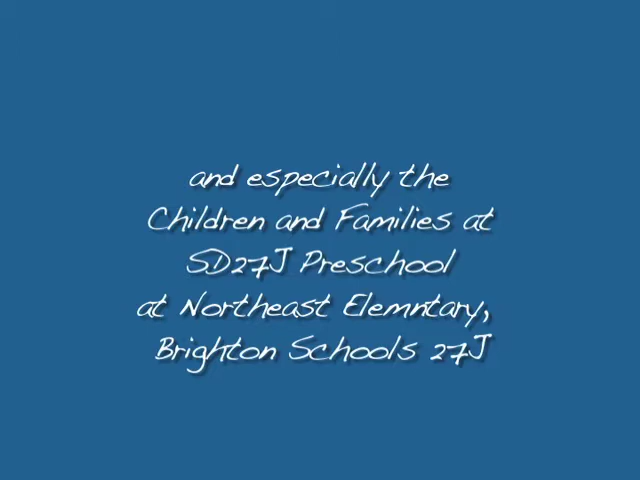 and especially the
Children and Families at
SD27J Preschool
at Northeast Elemntary,
Brighton Schools 27J